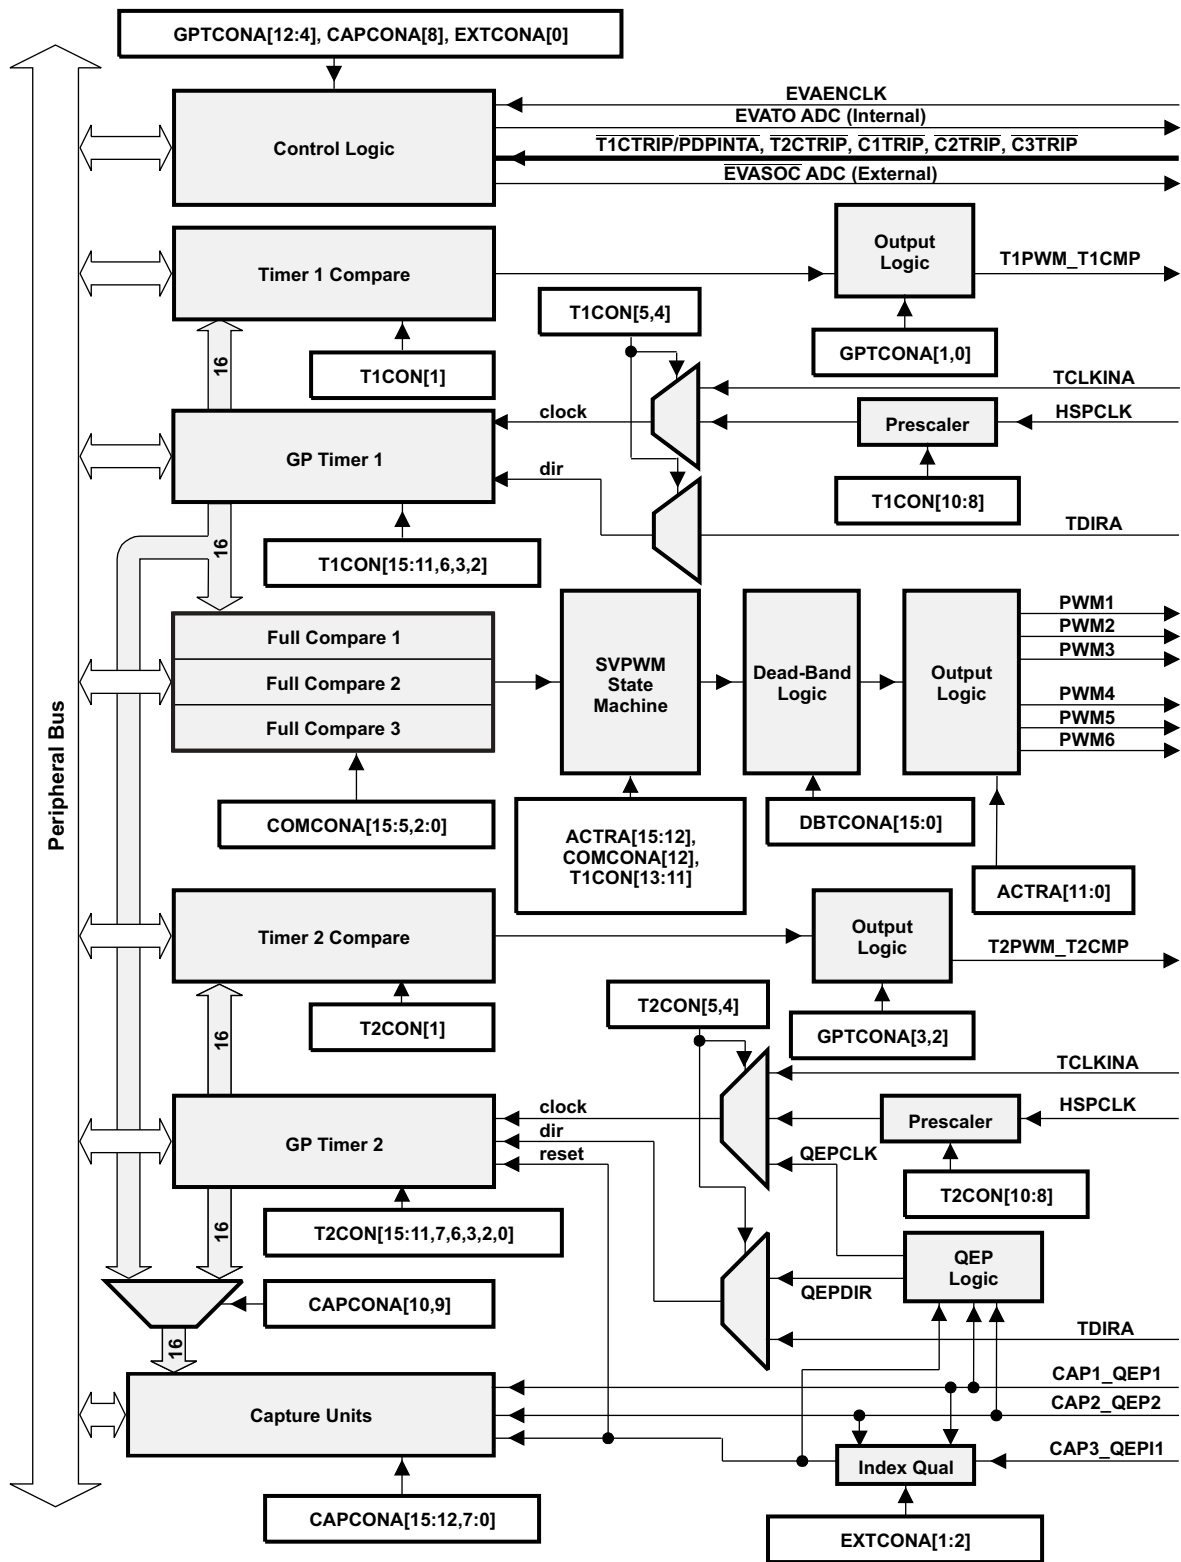 GPTCONA[12:4], CAPCONA[8], EXTCONA[0]
Control Logic
EVAENCLK
EVATO ADC (Internal)
T1CTRIP/PDPINTA, T2CTRIP, C1TRIP, C2TRIP, C3TRIP
EVASOC ADC (External)
Timer 1 Compare
Output
Logic
T1PWM_T1CMP
T1CON[5,4]
GPTCONA[1,0]
16
T1CON[1]
TCLKINA
clock
Prescaler
HSPCLK
GP Timer 1
dir
T1CON[10:8]
TDIRA
16
T1CON[15:11,6,3,2]
Full Compare 1
Full Compare 2
Full Compare 3
SVPWM
State
Machine
Dead-Band
Logic
Output
Logic
PWM1
PWM2
PWM3
PWM4
PWM5
PWM6
Peripheral Bus
COMCONA[15:5,2:0]
ACTRA[15:12],
COMCONA[12],
T1CON[13:11]
DBTCONA[15:0]
ACTRA[11:0]
Timer 2 Compare
Output
Logic
T2PWM_T2CMP
T2CON[5,4]
GPTCONA[3,2]
16
T2CON[1]
TCLKINA
clock
Prescaler
HSPCLK
GP Timer 2
dir
reset
QEPCLK
T2CON[10:8]
16
T2CON[15:11,7,6,3,2,0]
QEP
Logic
QEPDIR
CAPCONA[10,9]
TDIRA
16
CAP1_QEP1
Capture Units
CAP2_QEP2
Index Qual
CAP3_QEPI1
CAPCONA[15:12,7:0]
EXTCONA[1:2]